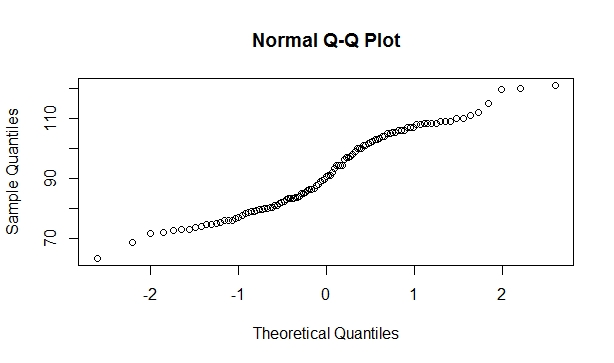 Normal Q-Q Plot
Sample Quantiles
110
90
70
-2 -1 0 1 2
Theoretical Quantiles